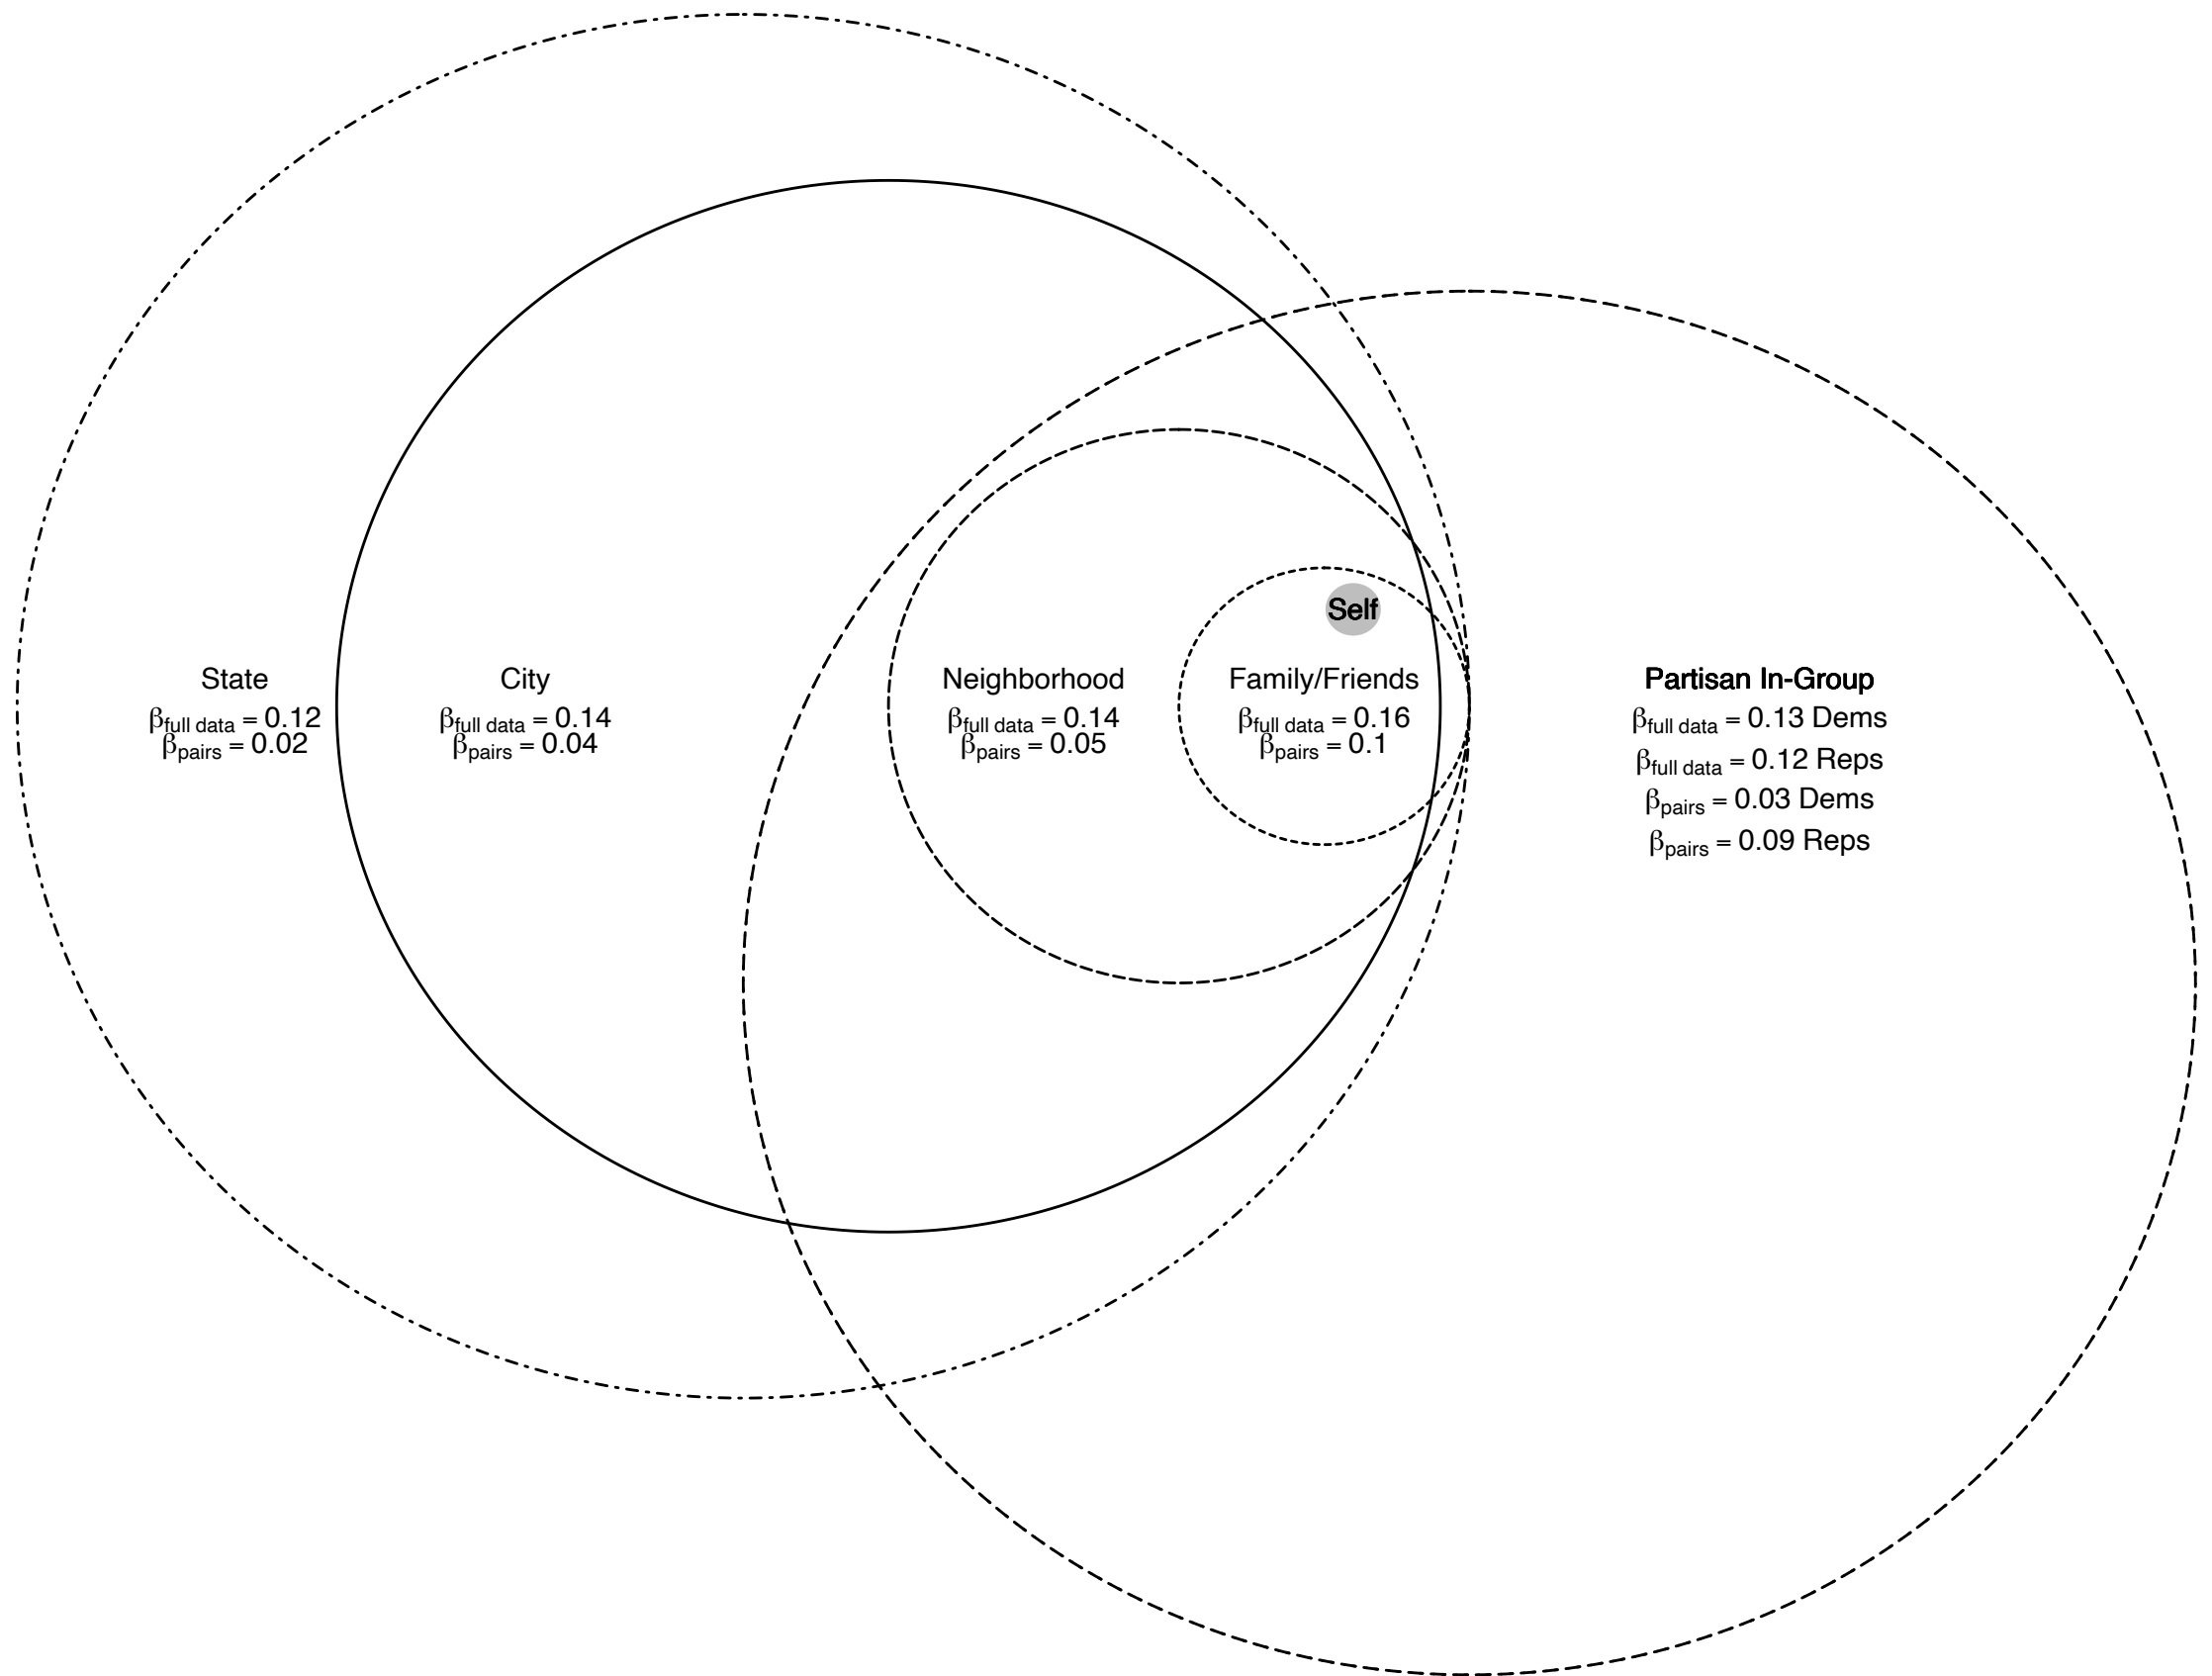 Self
State
βfull data = 0.12
βpairs = 0.02
City
βfull data = 0.14
βpairs = 0.04
Neighborhood
βfull data = 0.14
βpairs = 0.05
Family/Friends
βfull data = 0.16
βpairs = 0.1
Partisan In-Group
βfull data = 0.13 Dems
βfull data = 0.12 Reps
βpairs = 0.03 Dems
βpairs = 0.09 Reps